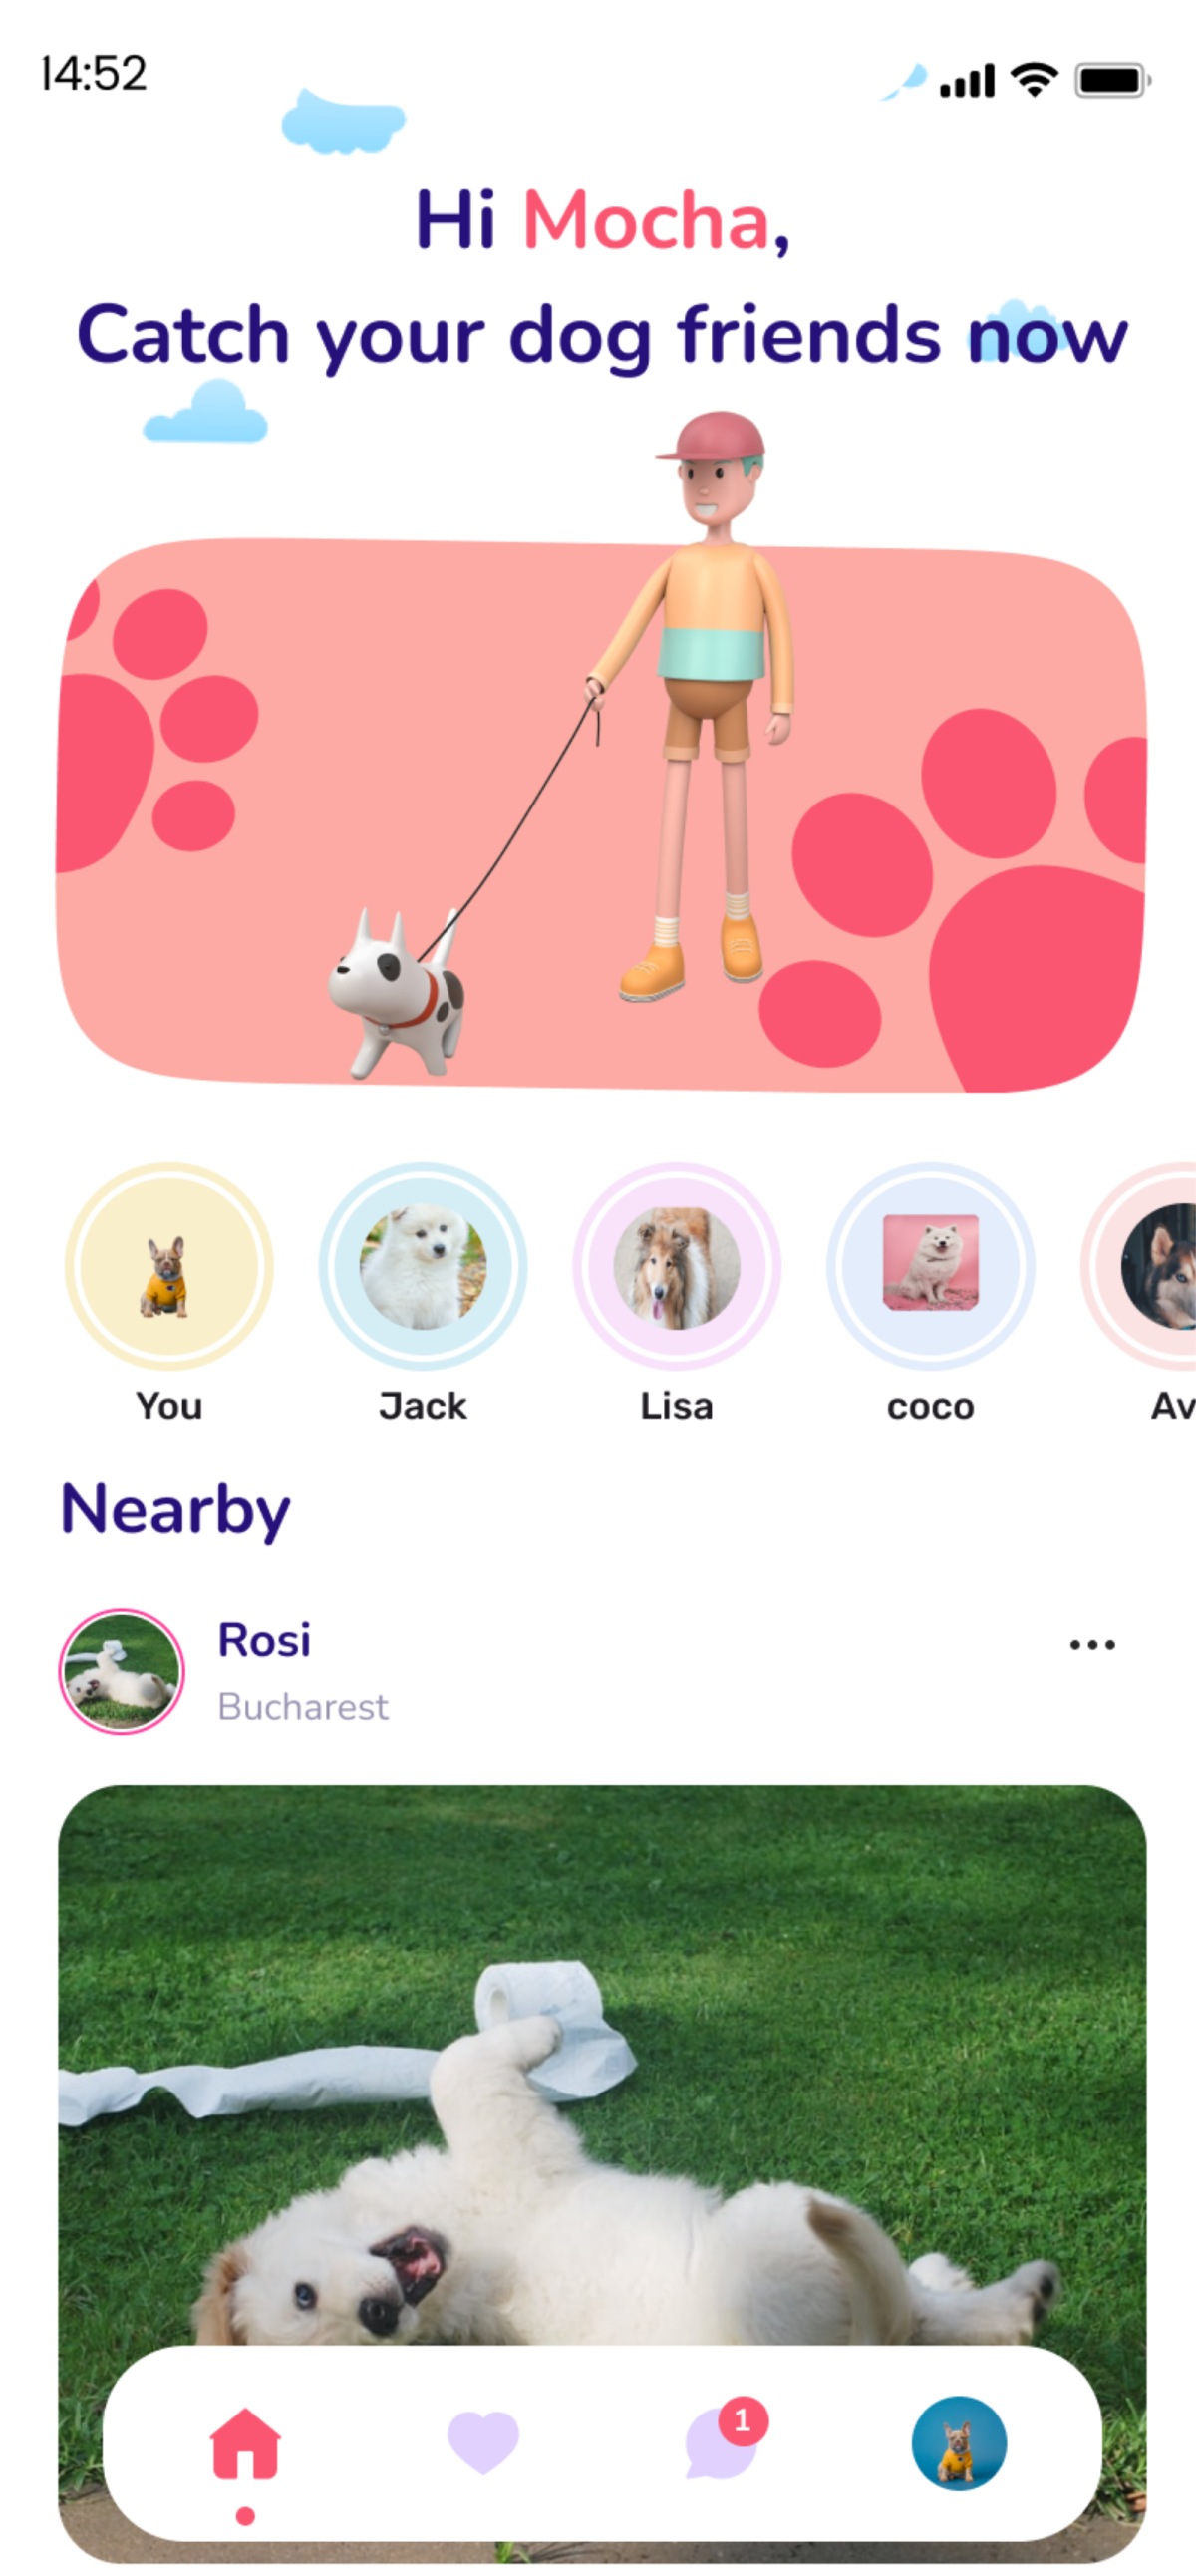 14:52
Hi Mocha,
Catch your dog friends now
You
Jack
Lisa
coco
Av
Nearby
Rosi
Bucharest
1